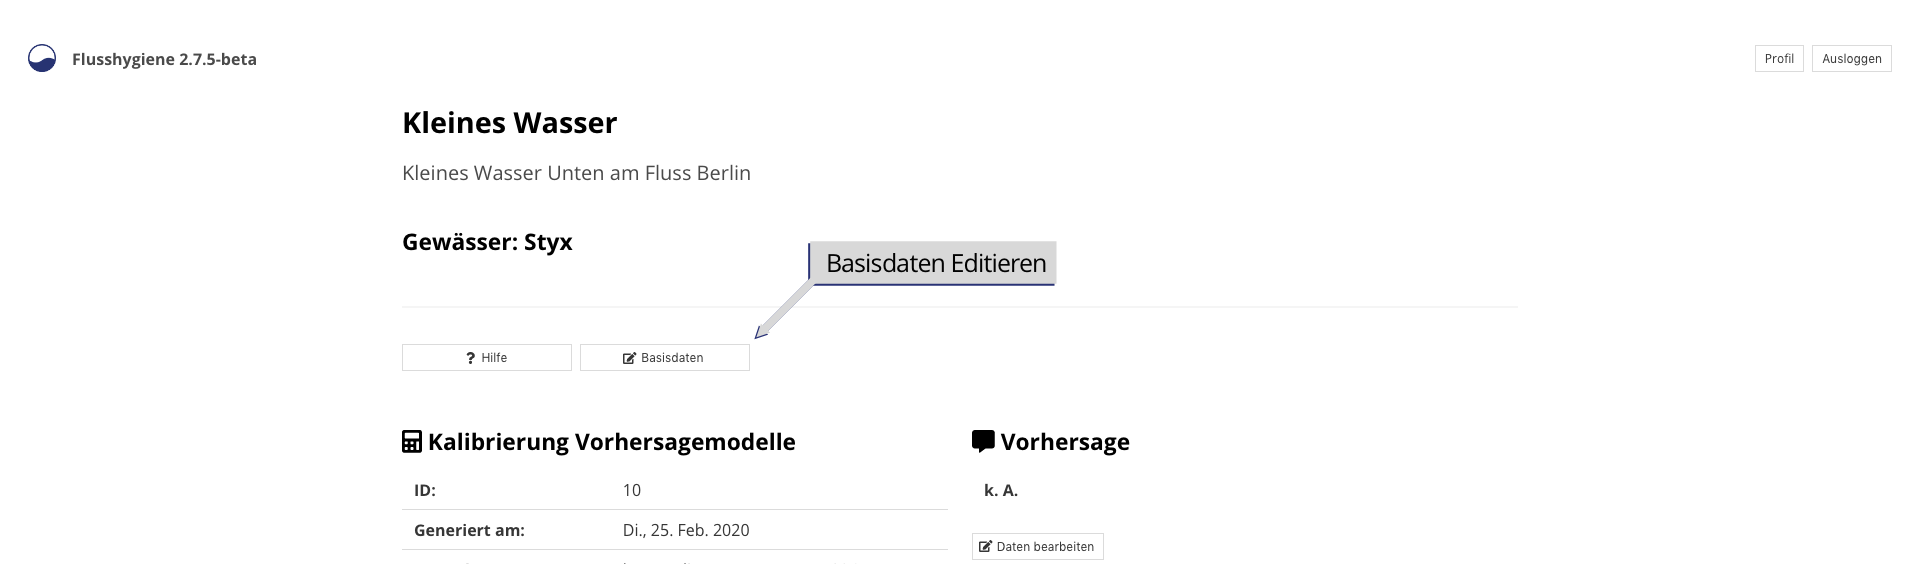 Flusshygiene 2.7.5-beta
Profil
Ausloggen
Kleines Wasser
Kleines Wasser Unten am Fluss Berlin
Gewässer: Styx
Basisdaten Editieren
? Hilfe
Basisdaten
Kalibrierung Vorhersagemodelle
ID: 10
Generiert am: Di., 25. Feb. 2020
Vorhersage
k. A.
Daten bearbeiten